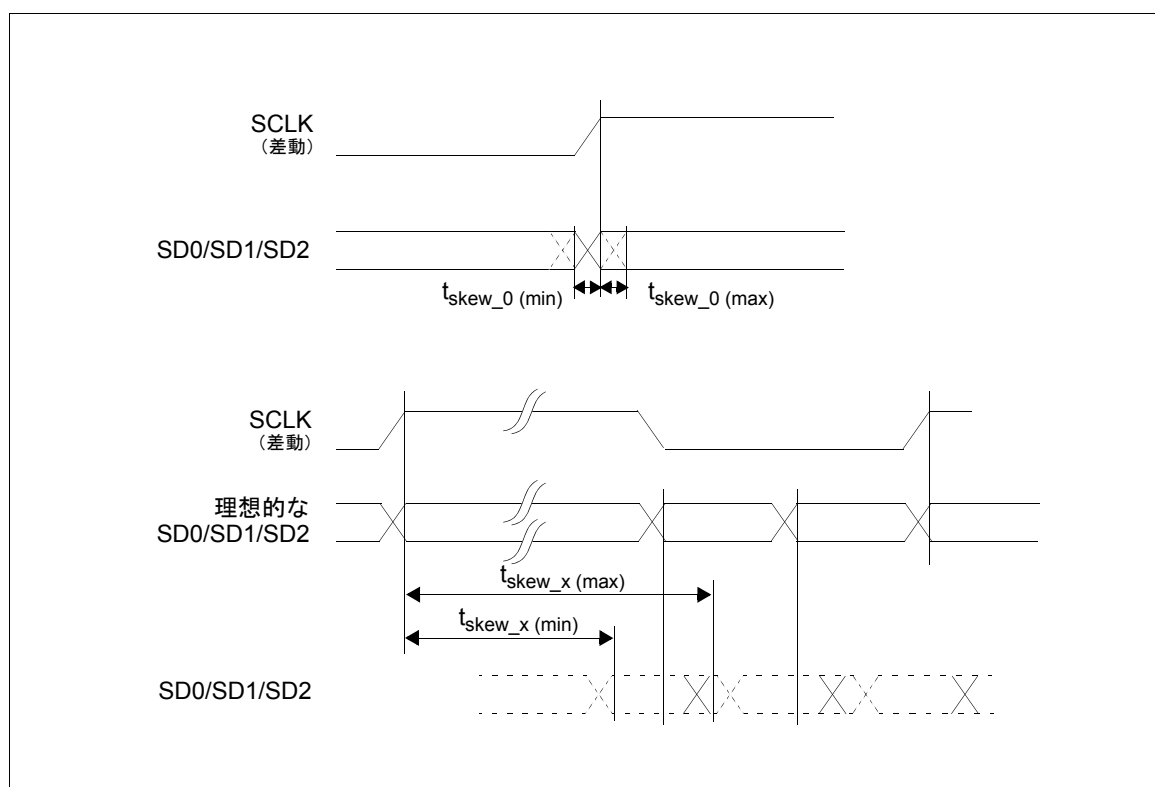 SCLK
（差動）
SD0/SD1/SD2
tskew_0 (min)
tskew_0 (max)
SCLK
（差動）
理想的な
SD0/SD1/SD2
tskew_x (max)
tskew_x (min)
SD0/SD1/SD2